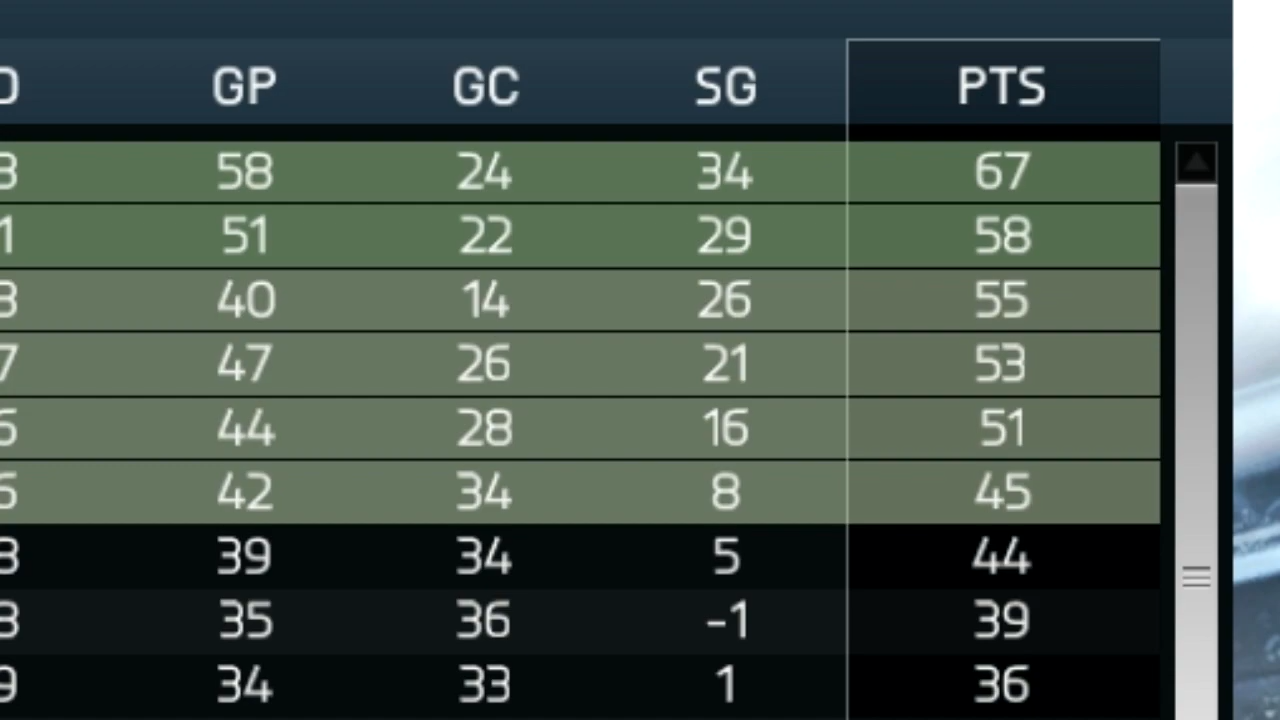 GP GC SG PTS
58 24 34 67
51 22 29 58
40 14 26 55
47 26 21 53
44 28 16 51
42 34 8 45
39 34 5 44
35 36 -1 39
34 33 1 36